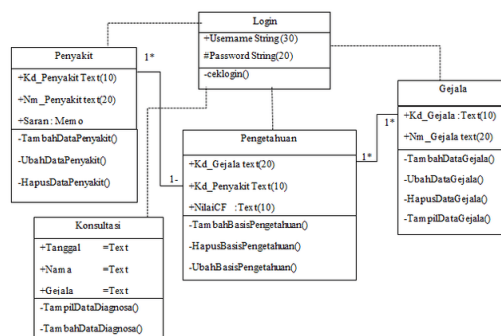 Login
+Username String(30)
#Password String(20)
-ceklogin()
Penyakit
+Kd_Penyakit Text(10)
+Nm_Penyakit text(20)
+Saran : Memo
-TambahDataPenyakit()
-UbahDataPenyakit()
-HapusDataPenyakit()
1*
1-
Pengetahuan
+Kd_Gejala text(20)
+Kd_Penyakit Text(10)
+NilaiCF :Text(10)
-TambahBasisPengetahuan()
-HapusBasisPengetahuan()
-UbahBasisPengetahuan()
1*
1*
Gejala
+Kd_Gejala : Text(10)
+Nm_Gejala text(20)
-TambahDataGejala()
-UbahDataGejala()
-HapusDataGejala()
-TampilDataGejala()
Konsultasi
+Tanggal =Text
+Nama =Text
+Gejala =Text
-TampilDataDiagnosa()
-TambahDataDiagnosa()